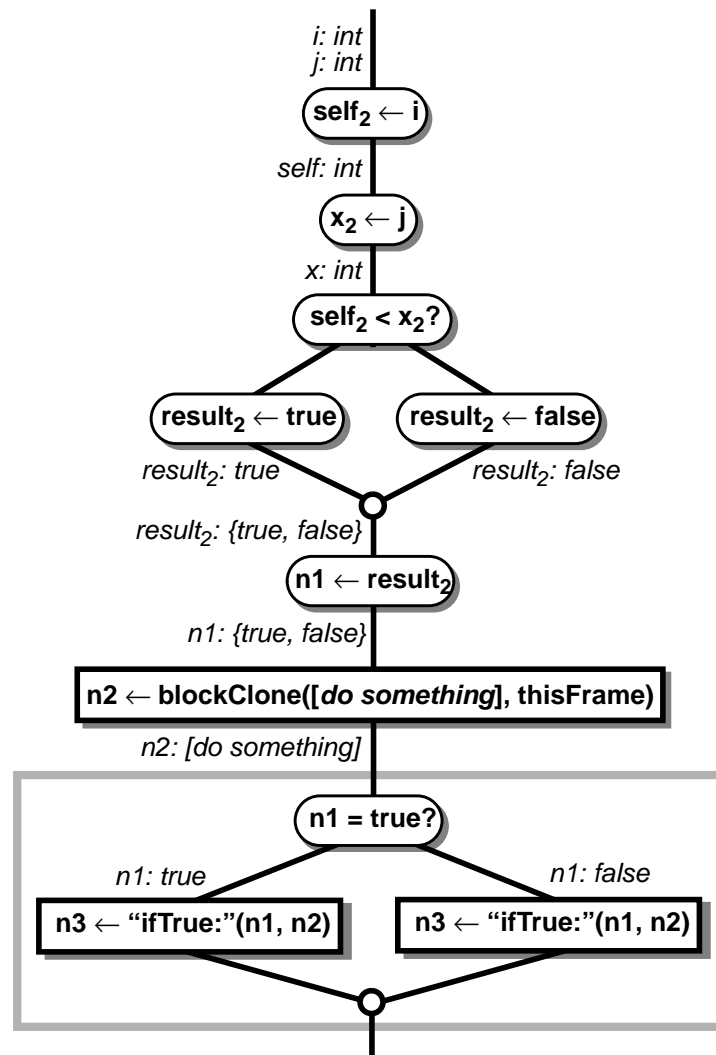 i: int
j: int
self₂ ← i
self: int
x₂ ← j
x: int
self₂ < x₂?
result₂ ← true
result₂ ← false
result₂: true
result₂: false
result₂: {true, false}
n1 ← result₂
n1: {true, false}
n2 ← blockClone([do something], thisFrame)
n2: [do something]
n1 = true?
n1: true
n1: false
n3 ← “ifTrue:”(n1, n2)
n3 ← “ifTrue:”(n1, n2)